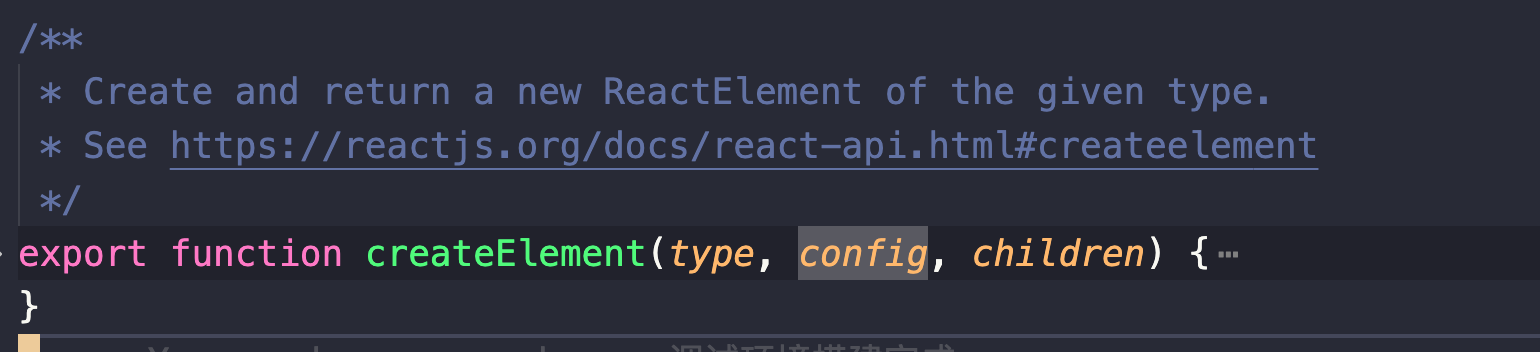 /**
 * Create and return a new ReactElement of the given type.
 * See https://reactjs.org/docs/react-api.html#createelement
 */
export function createElement(type, config, children) {⋯
}